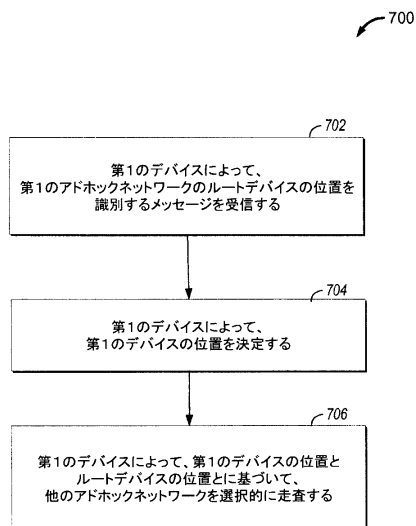 700
702
第1のデバイスによって、
第1のアドホックネットワークのルートデバイスの位置を
識別するメッセージを受信する
704
第1のデバイスによって、
第1のデバイスの位置を決定する
706
第1のデバイスによって、第1のデバイスの位置と
ルートデバイスの位置とに基づいて、
他のアドホックネットワークを選択的に走査する